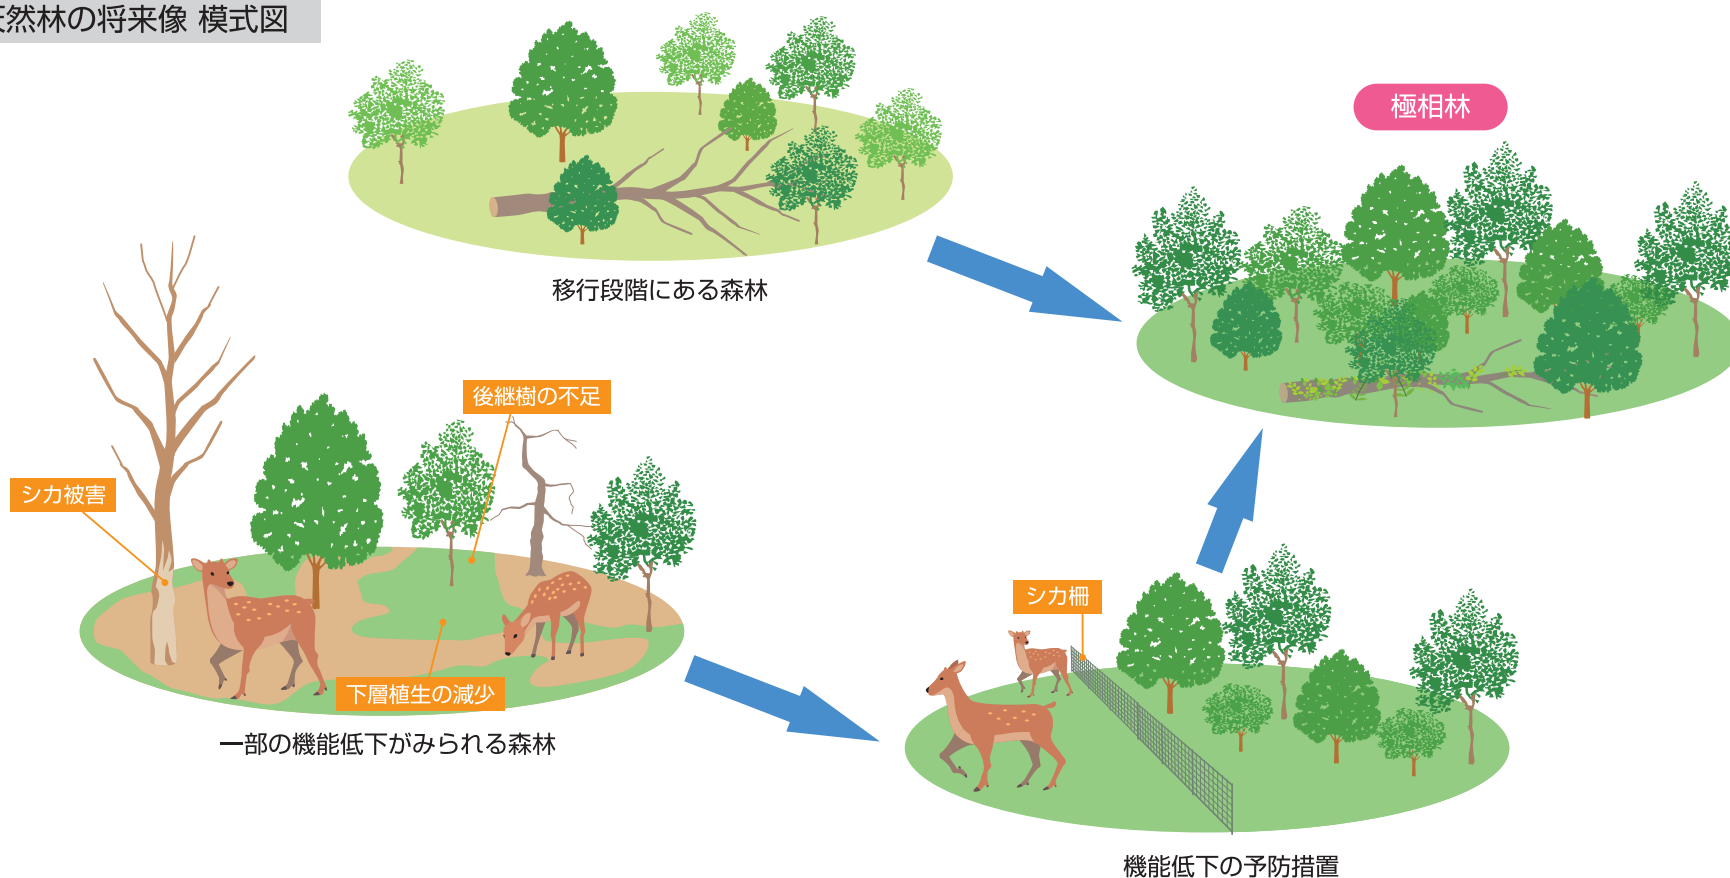 然林の将来像 模式図
極相林
移行段階にある森林
後継樹の不足
シカ被害
下層植生の減少
一部の機能低下がみられる森林
シカ柵
機能低下の予防措置